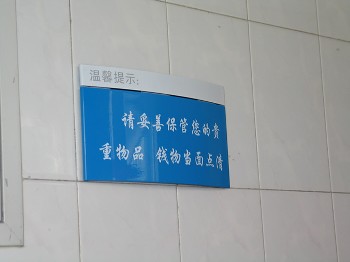 温馨提示:
请妥善保管您的贵
重物品 钱物当面点清